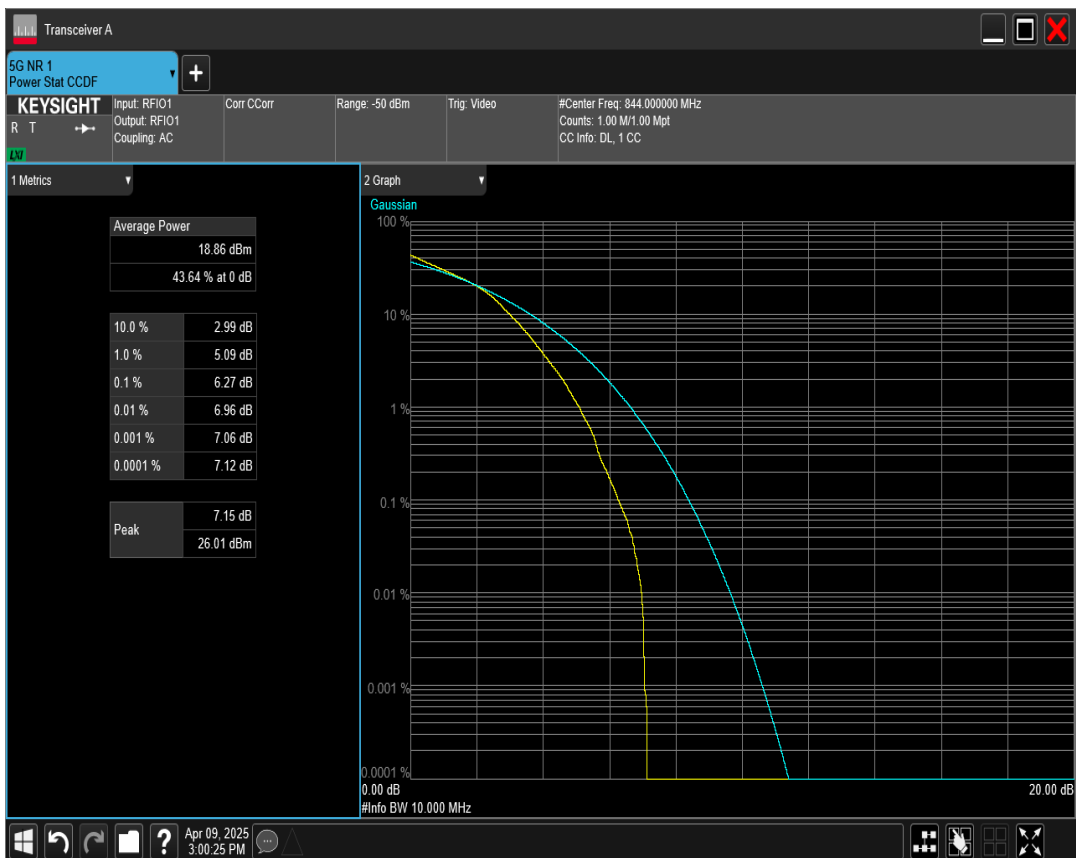 Transceiver A
5G NR 1
Power Stat CCDF
+
KEYSIGHT
R T
LXI
Input: RFIO1
Output: RFIO1
Coupling: AC
Corr CCorr
Range: -50 dBm
Trig: Video
#Center Freq: 844.000000 MHz
Counts: 1.00 M/1.00 Mpt
CC Info: DL, 1 CC
1 Metrics
Average Power
18.86 dBm
43.64 % at 0 dB
10.0 % 2.99 dB
1.0 % 5.09 dB
0.1 % 6.27 dB
0.01 % 6.96 dB
0.001 % 7.06 dB
0.0001 % 7.12 dB
Peak
7.15 dB
26.01 dBm
2 Graph
Gaussian
100 %
10 %
1 %
0.1 %
0.01 %
0.001 %
0.0001 %
0.00 dB 20.00 dB
#Info BW 10.000 MHz
?
Apr 09, 2025
3:00:25 PM